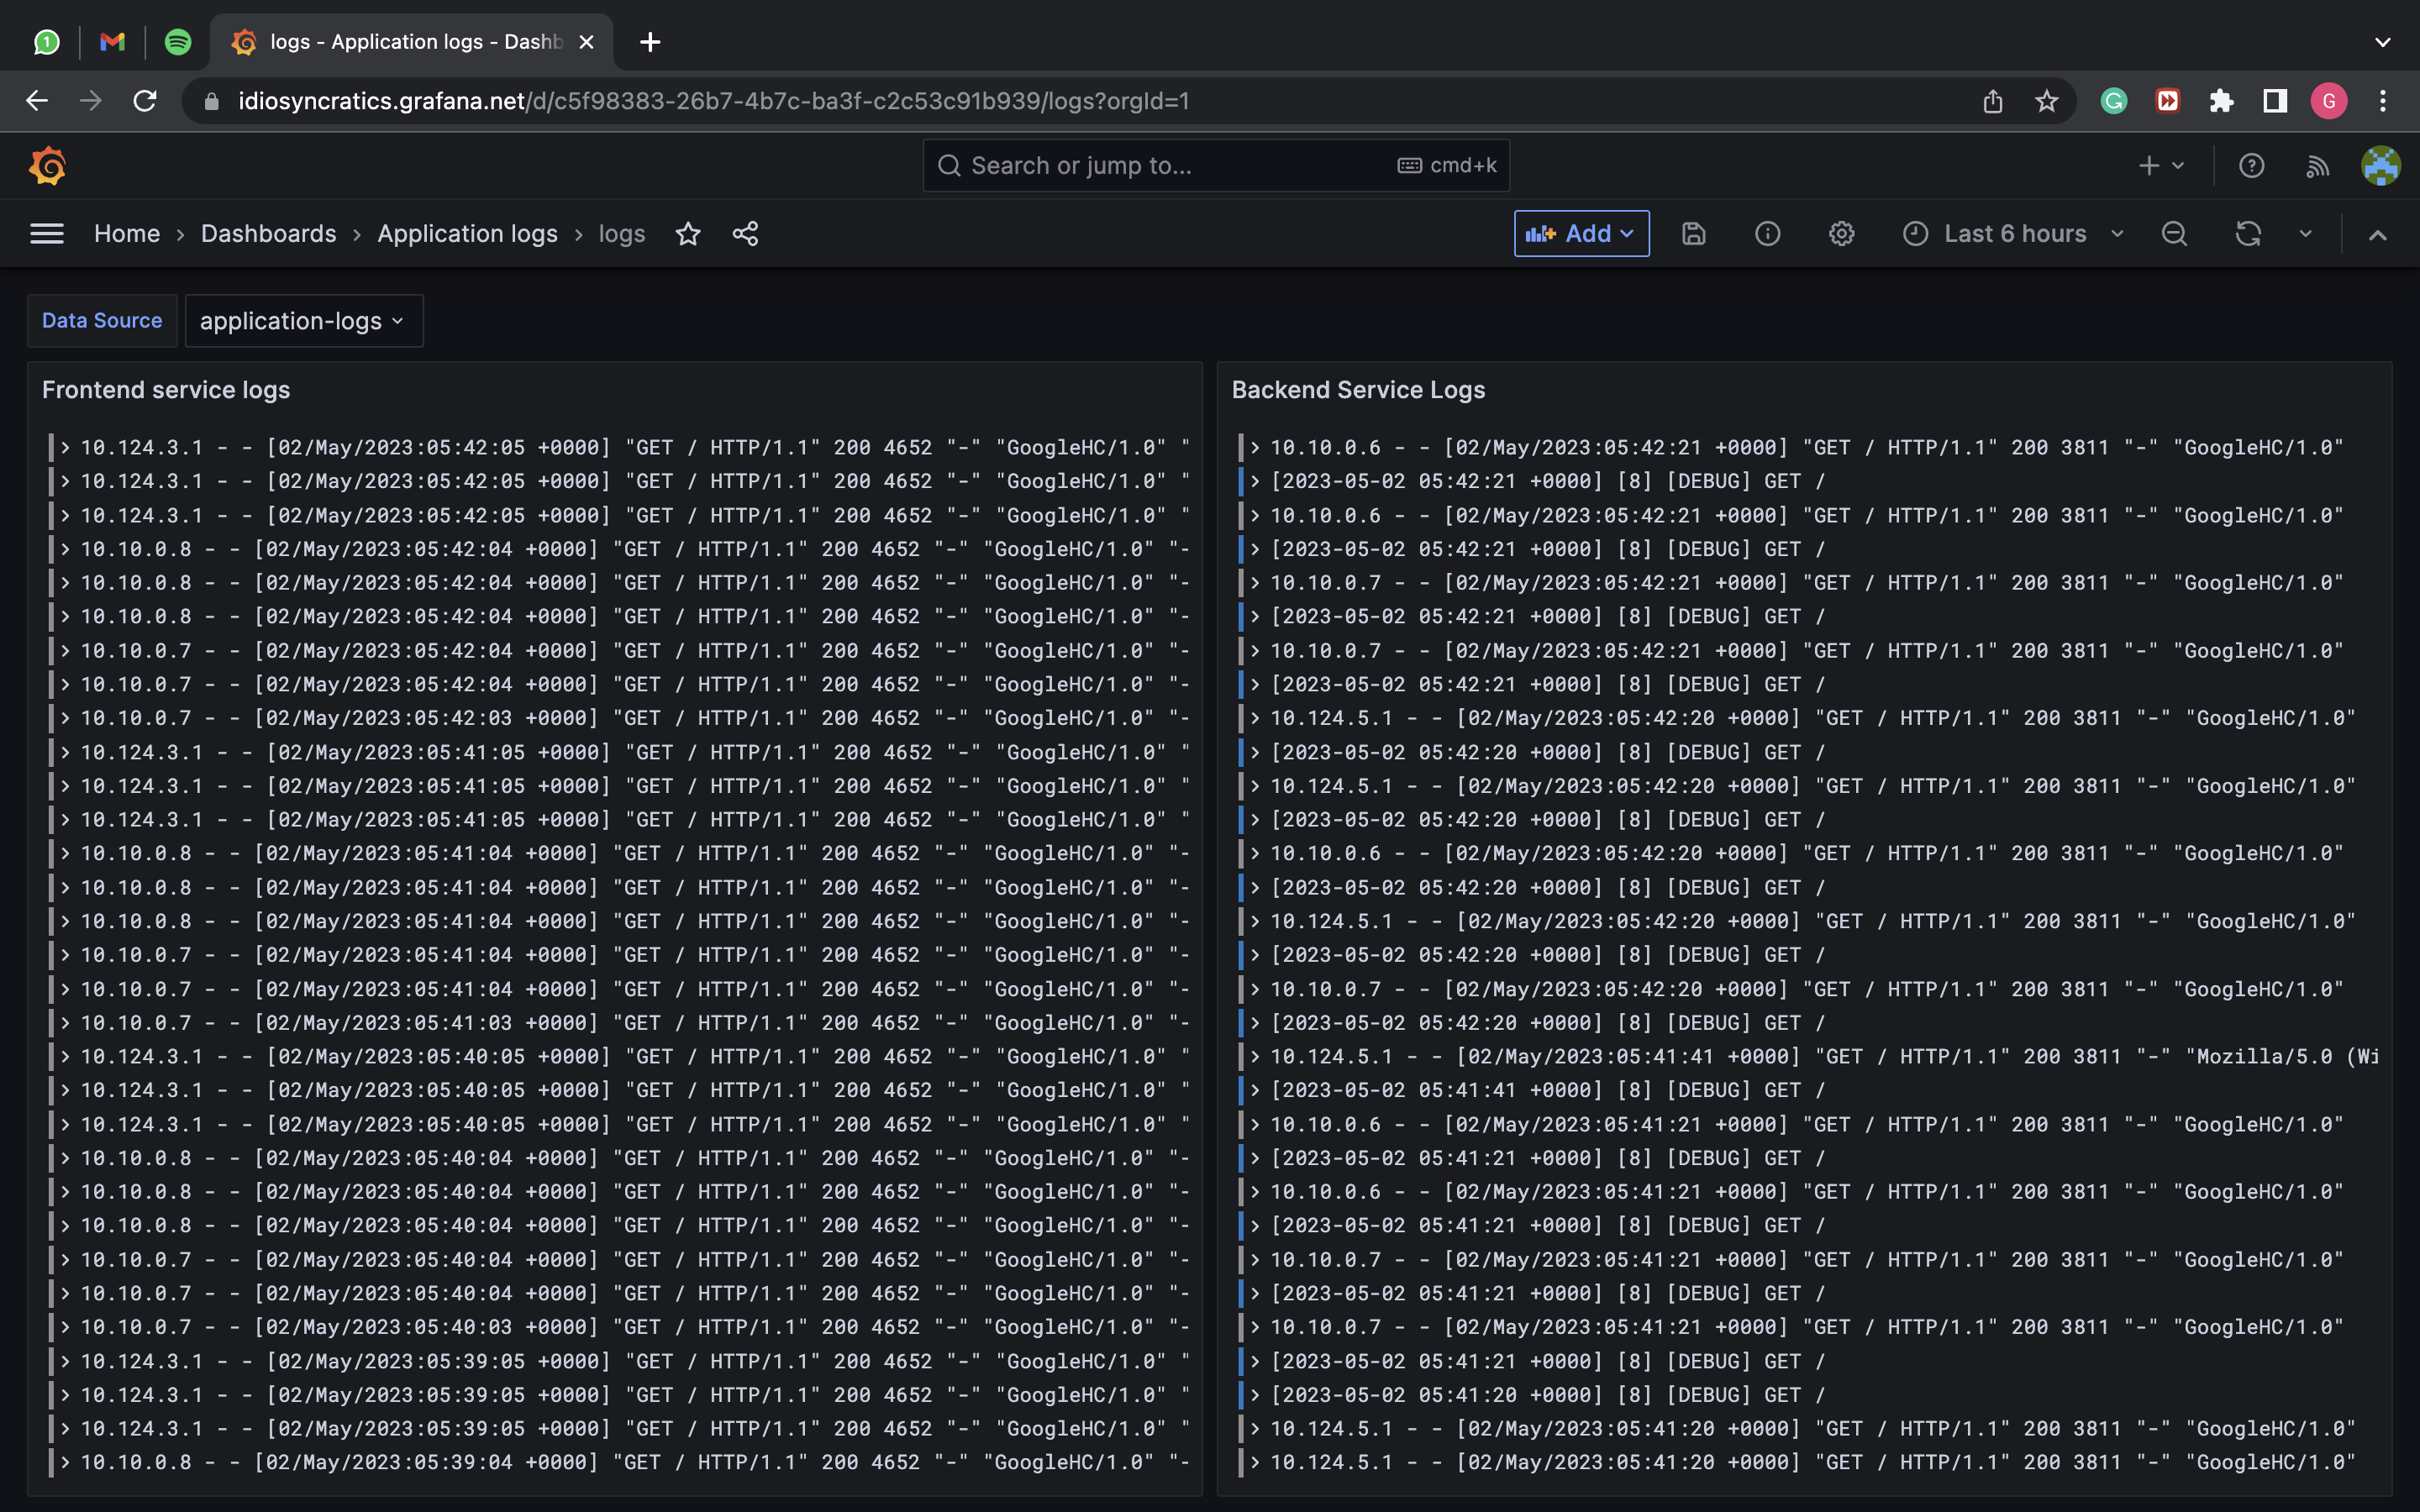 1
logs - Application logs - Dashb
idiosyncratics.grafana.net/d/c5f98383-26b7-4b7c-ba3f-c2c53c91b939/logs?orgId=1
G
Search or jump to... cmd+k
Home › Dashboards › Application logs › logs
Add
Last 6 hours
Data Source application-logs
Frontend service logs
10.124.3.1 - - [02/May/2023:05:42:05 +0000] "GET / HTTP/1.1" 200 4652 "-" "GoogleHC/1.0" "
10.124.3.1 - - [02/May/2023:05:42:05 +0000] "GET / HTTP/1.1" 200 4652 "-" "GoogleHC/1.0" "
10.124.3.1 - - [02/May/2023:05:42:05 +0000] "GET / HTTP/1.1" 200 4652 "-" "GoogleHC/1.0" "
10.10.0.8 - - [02/May/2023:05:42:04 +0000] "GET / HTTP/1.1" 200 4652 "-" "GoogleHC/1.0" "-
10.10.0.8 - - [02/May/2023:05:42:04 +0000] "GET / HTTP/1.1" 200 4652 "-" "GoogleHC/1.0" "-
10.10.0.8 - - [02/May/2023:05:42:04 +0000] "GET / HTTP/1.1" 200 4652 "-" "GoogleHC/1.0" "-
10.10.0.7 - - [02/May/2023:05:42:04 +0000] "GET / HTTP/1.1" 200 4652 "-" "GoogleHC/1.0" "-
10.10.0.7 - - [02/May/2023:05:42:04 +0000] "GET / HTTP/1.1" 200 4652 "-" "GoogleHC/1.0" "-
10.10.0.7 - - [02/May/2023:05:42:03 +0000] "GET / HTTP/1.1" 200 4652 "-" "GoogleHC/1.0" "-
10.124.3.1 - - [02/May/2023:05:41:05 +0000] "GET / HTTP/1.1" 200 4652 "-" "GoogleHC/1.0" "
10.124.3.1 - - [02/May/2023:05:41:05 +0000] "GET / HTTP/1.1" 200 4652 "-" "GoogleHC/1.0" "
10.124.3.1 - - [02/May/2023:05:41:05 +0000] "GET / HTTP/1.1" 200 4652 "-" "GoogleHC/1.0" "
10.10.0.8 - - [02/May/2023:05:41:04 +0000] "GET / HTTP/1.1" 200 4652 "-" "GoogleHC/1.0" "-
10.10.0.8 - - [02/May/2023:05:41:04 +0000] "GET / HTTP/1.1" 200 4652 "-" "GoogleHC/1.0" "-
10.10.0.8 - - [02/May/2023:05:41:04 +0000] "GET / HTTP/1.1" 200 4652 "-" "GoogleHC/1.0" "-
10.10.0.7 - - [02/May/2023:05:41:04 +0000] "GET / HTTP/1.1" 200 4652 "-" "GoogleHC/1.0" "-
10.10.0.7 - - [02/May/2023:05:41:04 +0000] "GET / HTTP/1.1" 200 4652 "-" "GoogleHC/1.0" "-
10.10.0.7 - - [02/May/2023:05:41:03 +0000] "GET / HTTP/1.1" 200 4652 "-" "GoogleHC/1.0" "-
10.124.3.1 - - [02/May/2023:05:40:05 +0000] "GET / HTTP/1.1" 200 4652 "-" "GoogleHC/1.0" "
10.124.3.1 - - [02/May/2023:05:40:05 +0000] "GET / HTTP/1.1" 200 4652 "-" "GoogleHC/1.0" "
10.124.3.1 - - [02/May/2023:05:40:05 +0000] "GET / HTTP/1.1" 200 4652 "-" "GoogleHC/1.0" "
10.10.0.8 - - [02/May/2023:05:40:04 +0000] "GET / HTTP/1.1" 200 4652 "-" "GoogleHC/1.0" "-
10.10.0.8 - - [02/May/2023:05:40:04 +0000] "GET / HTTP/1.1" 200 4652 "-" "GoogleHC/1.0" "-
10.10.0.8 - - [02/May/2023:05:40:04 +0000] "GET / HTTP/1.1" 200 4652 "-" "GoogleHC/1.0" "-
10.10.0.7 - - [02/May/2023:05:40:04 +0000] "GET / HTTP/1.1" 200 4652 "-" "GoogleHC/1.0" "-
10.10.0.7 - - [02/May/2023:05:40:04 +0000] "GET / HTTP/1.1" 200 4652 "-" "GoogleHC/1.0" "-
10.10.0.7 - - [02/May/2023:05:40:03 +0000] "GET / HTTP/1.1" 200 4652 "-" "GoogleHC/1.0" "-
10.124.3.1 - - [02/May/2023:05:39:05 +0000] "GET / HTTP/1.1" 200 4652 "-" "GoogleHC/1.0" "
10.124.3.1 - - [02/May/2023:05:39:05 +0000] "GET / HTTP/1.1" 200 4652 "-" "GoogleHC/1.0" "
10.124.3.1 - - [02/May/2023:05:39:05 +0000] "GET / HTTP/1.1" 200 4652 "-" "GoogleHC/1.0" "
10.10.0.8 - - [02/May/2023:05:39:04 +0000] "GET / HTTP/1.1" 200 4652 "-" "GoogleHC/1.0" "-
Backend Service Logs
10.10.0.6 - - [02/May/2023:05:42:21 +0000] "GET / HTTP/1.1" 200 3811 "-" "GoogleHC/1.0"
[2023-05-02 05:42:21 +0000] [8] [DEBUG] GET /
10.10.0.6 - - [02/May/2023:05:42:21 +0000] "GET / HTTP/1.1" 200 3811 "-" "GoogleHC/1.0"
[2023-05-02 05:42:21 +0000] [8] [DEBUG] GET /
10.10.0.7 - - [02/May/2023:05:42:21 +0000] "GET / HTTP/1.1" 200 3811 "-" "GoogleHC/1.0"
[2023-05-02 05:42:21 +0000] [8] [DEBUG] GET /
10.10.0.7 - - [02/May/2023:05:42:21 +0000] "GET / HTTP/1.1" 200 3811 "-" "GoogleHC/1.0"
[2023-05-02 05:42:21 +0000] [8] [DEBUG] GET /
10.124.5.1 - - [02/May/2023:05:42:20 +0000] "GET / HTTP/1.1" 200 3811 "-" "GoogleHC/1.0"
[2023-05-02 05:42:20 +0000] [8] [DEBUG] GET /
10.124.5.1 - - [02/May/2023:05:42:20 +0000] "GET / HTTP/1.1" 200 3811 "-" "GoogleHC/1.0"
[2023-05-02 05:42:20 +0000] [8] [DEBUG] GET /
10.10.0.6 - - [02/May/2023:05:42:20 +0000] "GET / HTTP/1.1" 200 3811 "-" "GoogleHC/1.0"
[2023-05-02 05:42:20 +0000] [8] [DEBUG] GET /
10.124.5.1 - - [02/May/2023:05:42:20 +0000] "GET / HTTP/1.1" 200 3811 "-" "GoogleHC/1.0"
[2023-05-02 05:42:20 +0000] [8] [DEBUG] GET /
10.10.0.7 - - [02/May/2023:05:42:20 +0000] "GET / HTTP/1.1" 200 3811 "-" "GoogleHC/1.0"
[2023-05-02 05:42:20 +0000] [8] [DEBUG] GET /
10.124.5.1 - - [02/May/2023:05:41:41 +0000] "GET / HTTP/1.1" 200 3811 "-" "Mozilla/5.0 (Wi
[2023-05-02 05:41:41 +0000] [8] [DEBUG] GET /
10.10.0.6 - - [02/May/2023:05:41:21 +0000] "GET / HTTP/1.1" 200 3811 "-" "GoogleHC/1.0"
[2023-05-02 05:41:21 +0000] [8] [DEBUG] GET /
10.10.0.6 - - [02/May/2023:05:41:21 +0000] "GET / HTTP/1.1" 200 3811 "-" "GoogleHC/1.0"
[2023-05-02 05:41:21 +0000] [8] [DEBUG] GET /
10.10.0.7 - - [02/May/2023:05:41:21 +0000] "GET / HTTP/1.1" 200 3811 "-" "GoogleHC/1.0"
[2023-05-02 05:41:21 +0000] [8] [DEBUG] GET /
10.10.0.7 - - [02/May/2023:05:41:21 +0000] "GET / HTTP/1.1" 200 3811 "-" "GoogleHC/1.0"
[2023-05-02 05:41:21 +0000] [8] [DEBUG] GET /
[2023-05-02 05:41:20 +0000] [8] [DEBUG] GET /
10.124.5.1 - - [02/May/2023:05:41:20 +0000] "GET / HTTP/1.1" 200 3811 "-" "GoogleHC/1.0"
10.124.5.1 - - [02/May/2023:05:41:20 +0000] "GET / HTTP/1.1" 200 3811 "-" "GoogleHC/1.0"